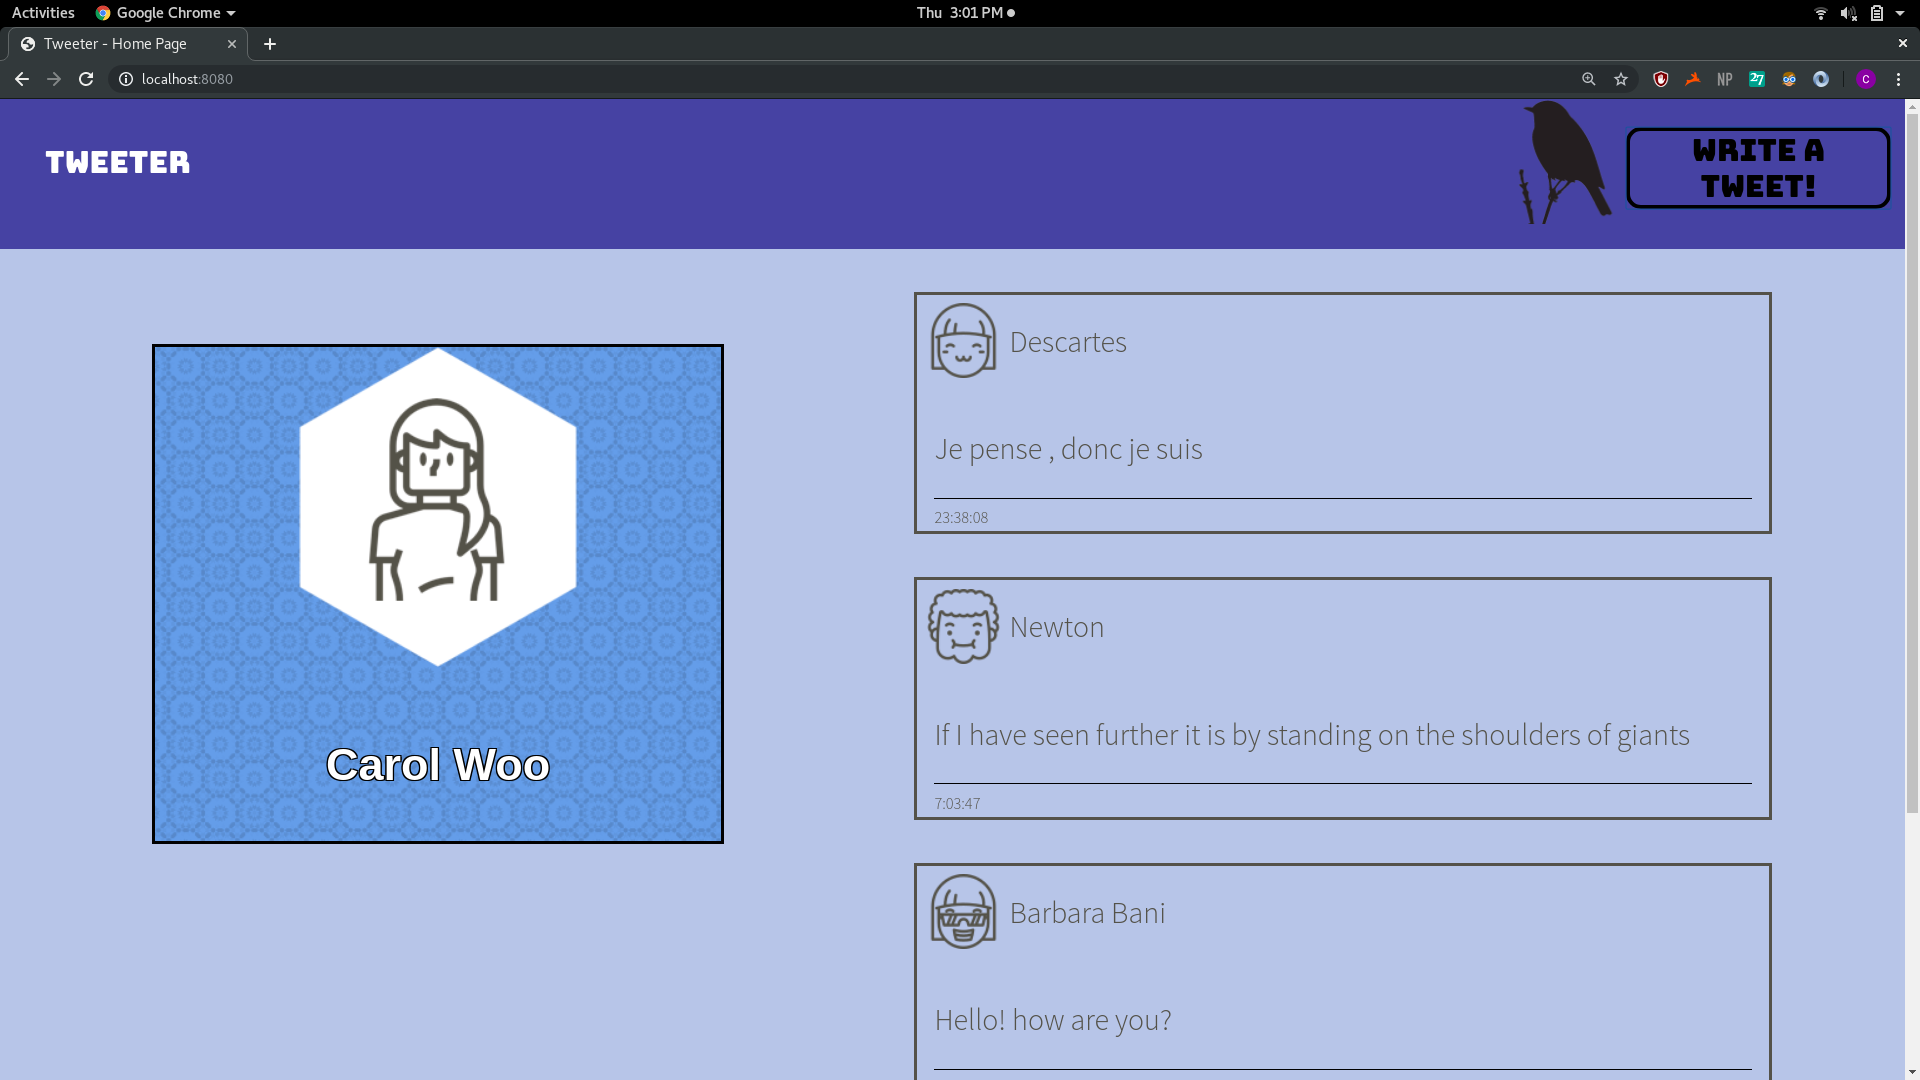 Activities Google Chrome Thu 3:01 PM
Tweeter - Home Page
localhost:8080 NP 27 C
TWEETER
WRITE A
TWEET!
Carol Woo
Descartes
Je pense , donc je suis
23:38:08
Newton
If I have seen further it is by standing on the shoulders of giants
7:03:47
Barbara Bani
Hello! how are you?